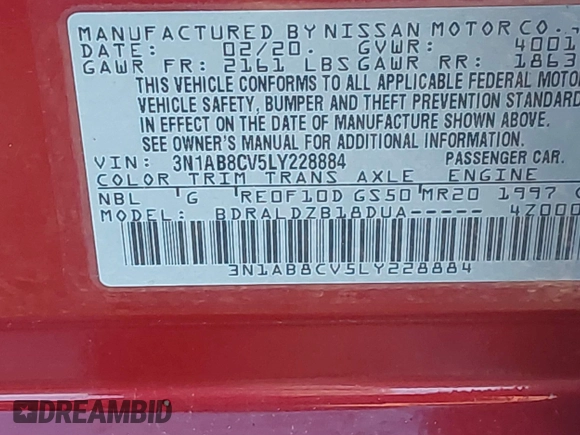 MANUFACTURED BY NISSAN MOTOR CO.,
DATE: 02/20. GVWR: 4001
GAWR FR: 2161 LBS GAWR RR: 1863
THIS VEHICLE CONFORMS TO ALL APPLICABLE FEDERAL MOTOR
VEHICLE SAFETY, BUMPER AND THEFT PREVENTION STANDARD
IN EFFECT ON THE DATE OF MANUFACTURE SHOWN ABOVE.
SEE OWNER'S MANUAL FOR ADDITIONAL INFORMATION.
VIN: 3N1AB8CV5LY228884 PASSENGER CAR.
COLOR TRIM TRANS AXLE ENGINE
NBL G RE0F10D GS50 MR20 1997
MODEL: BDRALDZB18DUA----- 4Z000
3N1AB8CV5LY228884
DREAMBID